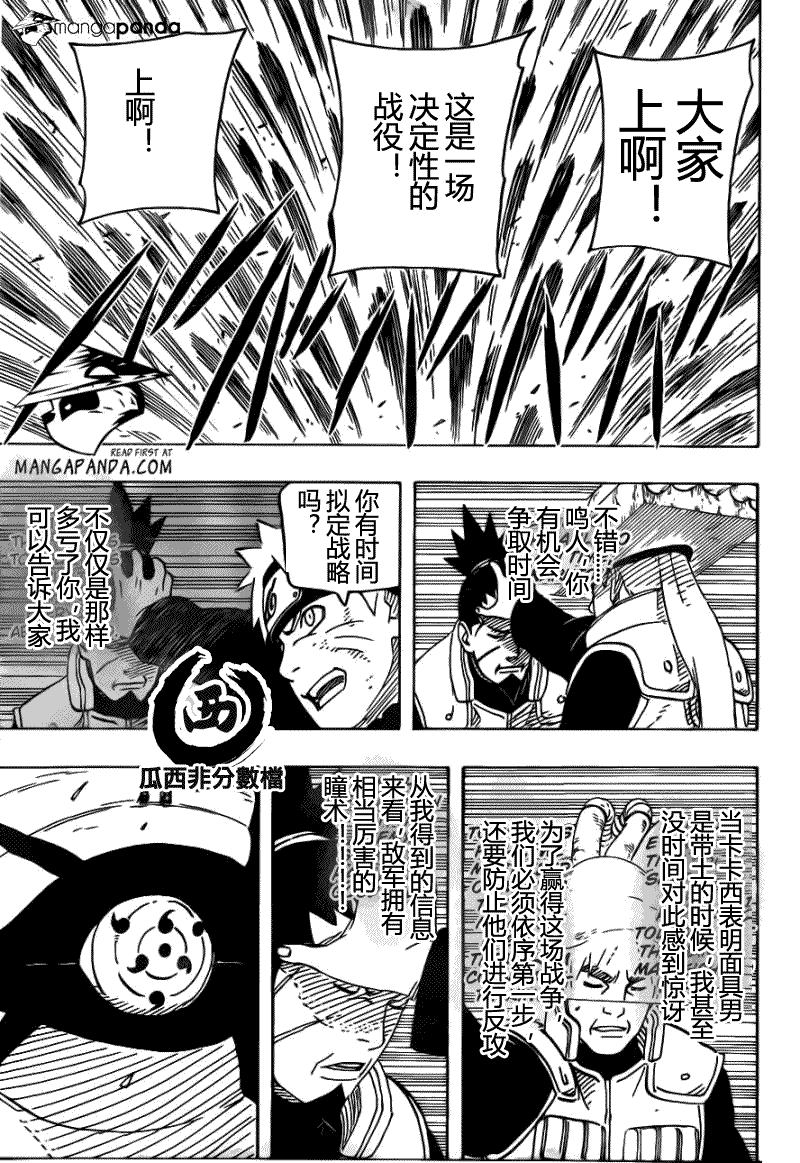 mangapanda
大家
上啊！
这是一场
决定性的
战役！
上啊！
READ FIRST AT
MANGAPANDA.COM
不错……
鸣人，你
有机会
争取时间
你有时间
拟定战略
吗？
不仅仅是那样
多亏了你，我
可以告诉大家
西
瓜西非分數檔
当卡卡西表明面具男
是带土的时候，我甚至
没时间对此感到惊讶
为了赢得这场战争，
我们必须依序第一步，
还要防止他们进行反攻
从我得到的信息
来看，敌军拥有
相当厉害的
瞳术！！！！！